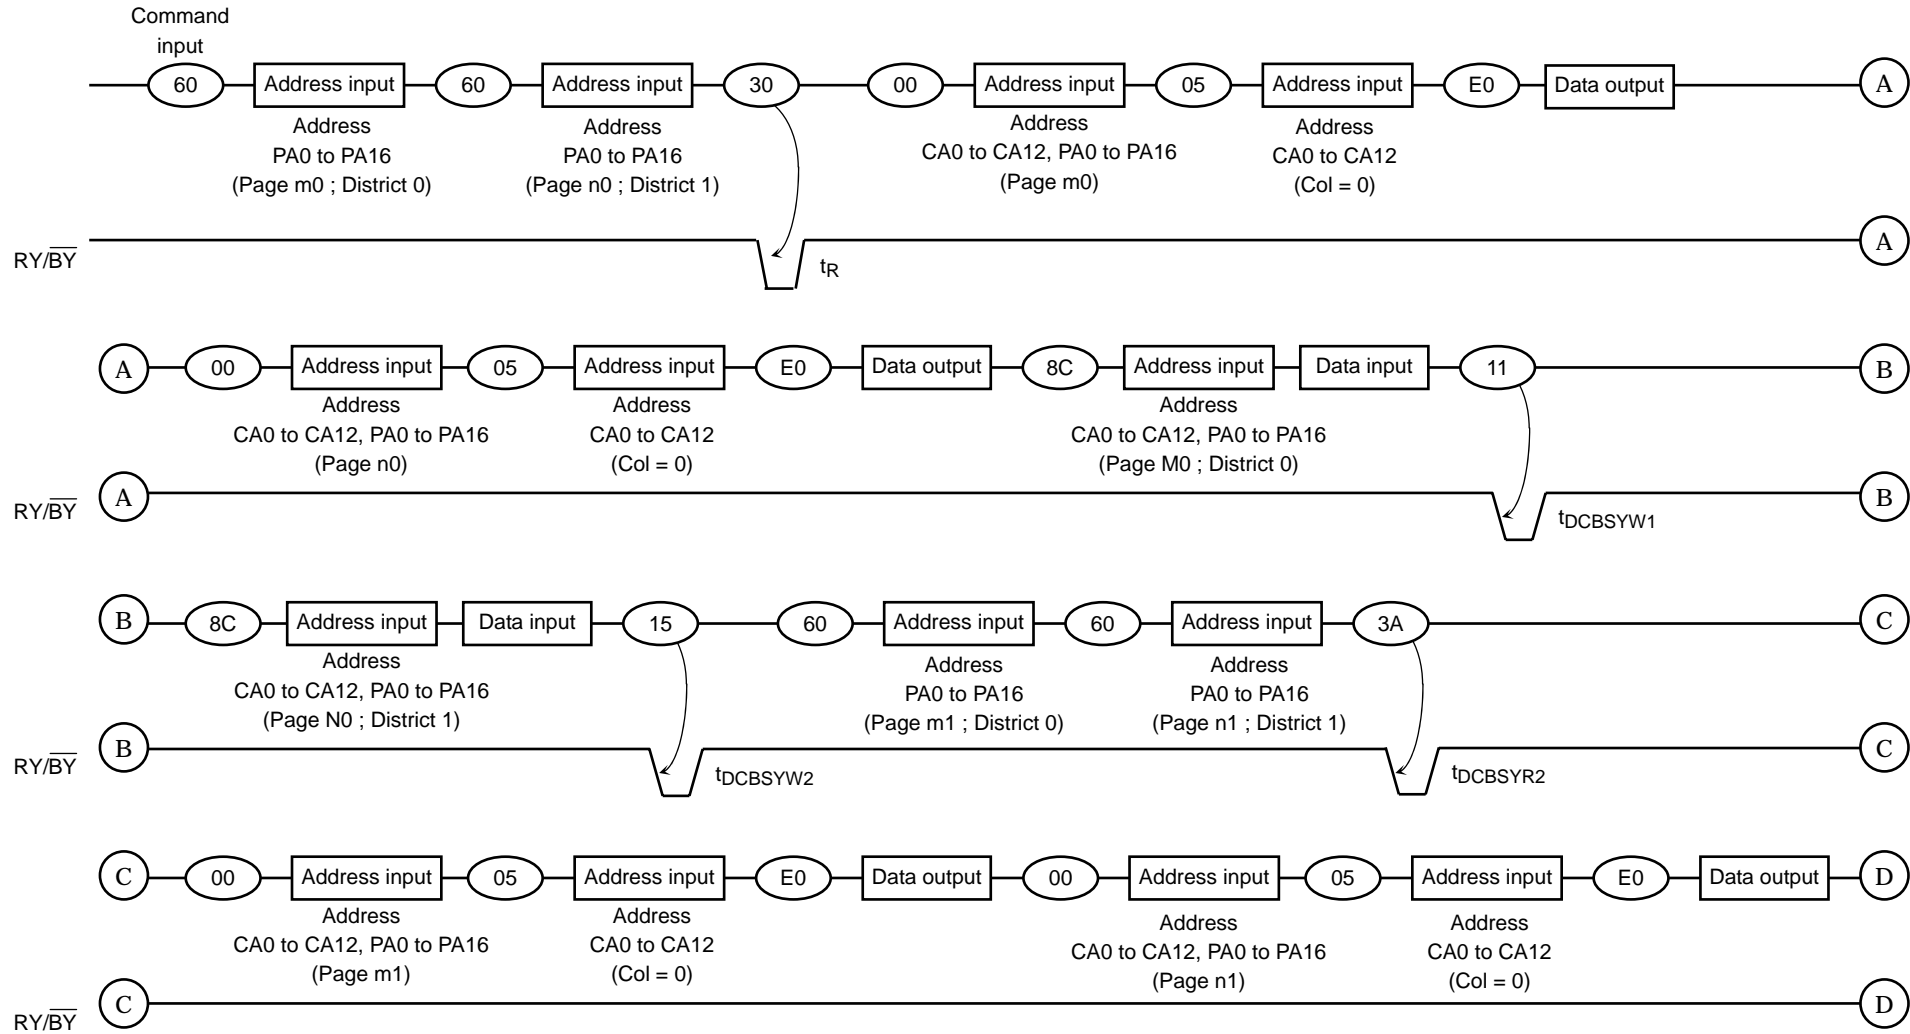 Command
input
60 Address input 60 Address input 30 00 Address input 05 Address input E0 Data output A
Address
PA0 to PA16
(Page m0 ; District 0)
Address
PA0 to PA16
(Page n0 ; District 1)
Address
CA0 to CA12, PA0 to PA16
(Page m0)
Address
CA0 to CA12
(Col = 0)
RY/B̅Y̅ tR A
A 00 Address input 05 Address input E0 Data output 8C Address input Data input 11 B
Address
CA0 to CA12, PA0 to PA16
(Page n0)
Address
CA0 to CA12
(Col = 0)
Address
CA0 to CA12, PA0 to PA16
(Page M0 ; District 0)
RY/B̅Y̅ A tDCBSYW1 B
B 8C Address input Data input 15 60 Address input 60 Address input 3A C
Address
CA0 to CA12, PA0 to PA16
(Page N0 ; District 1)
Address
PA0 to PA16
(Page m1 ; District 0)
Address
PA0 to PA16
(Page n1 ; District 1)
RY/B̅Y̅ B tDCBSYW2 tDCBSYR2 C
C 00 Address input 05 Address input E0 Data output 00 Address input 05 Address input E0 Data output D
Address
CA0 to CA12, PA0 to PA16
(Page m1)
Address
CA0 to CA12
(Col = 0)
Address
CA0 to CA12, PA0 to PA16
(Page n1)
Address
CA0 to CA12
(Col = 0)
RY/B̅Y̅ C D